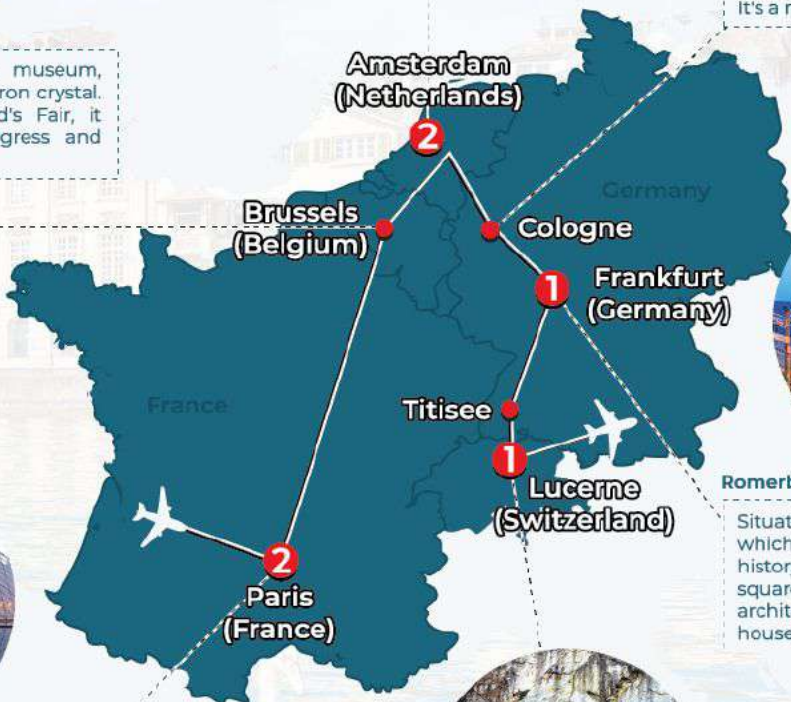 It's a
museum,
ron crystal.
d's Fair, it
gress and
Amsterdam
(Netherlands)
2
Germany
Brussels
(Belgium)
Cologne
1
Frankfurt
(Germany)
France
Titisee
1
Lucerne
(Switzerland)
2
Paris
(France)
Romerb
Situat
which
history
square
archit
house